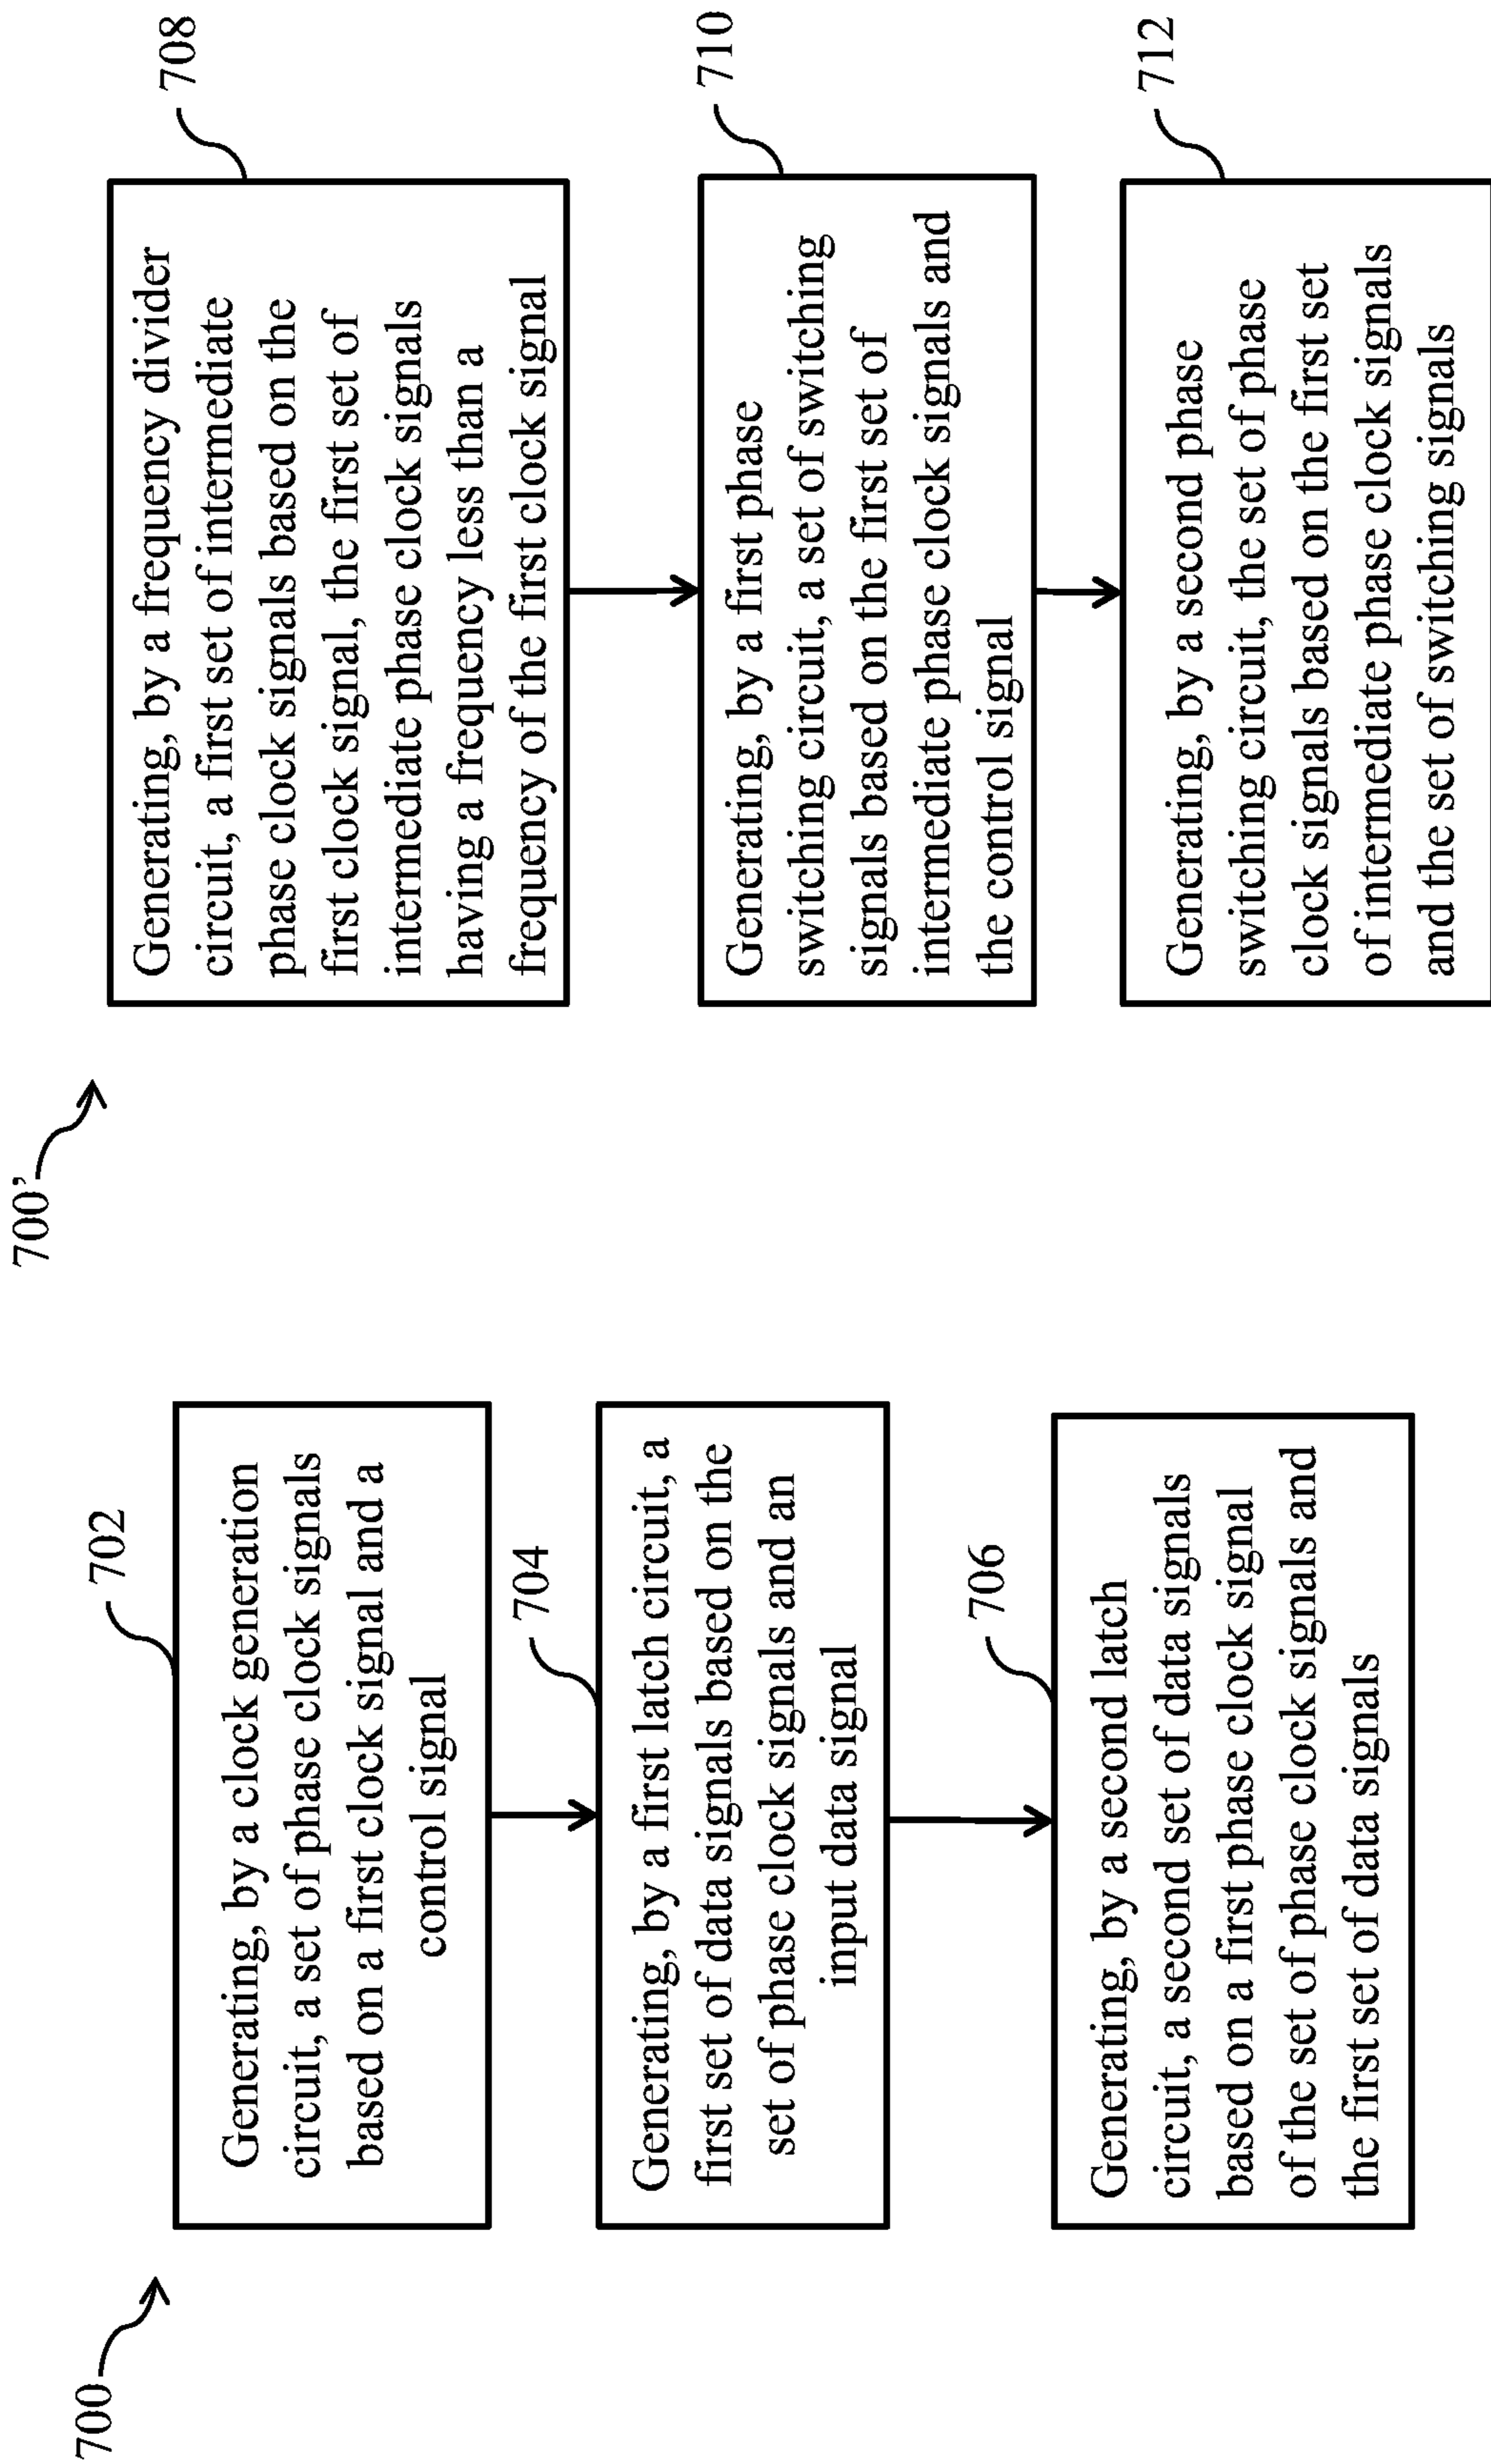 700
702
Generating, by a clock generation
circuit, a set of phase clock signals
based on a first clock signal and a
control signal
704
Generating, by a first latch circuit, a
first set of data signals based on the
set of phase clock signals and an
input data signal
706
Generating, by a second latch
circuit, a second set of data signals
based on a first phase clock signal
of the set of phase clock signals and
the first set of data signals
700’
708
Generating, by a frequency divider
circuit, a first set of intermediate
phase clock signals based on the
first clock signal, the first set of
intermediate phase clock signals
having a frequency less than a
frequency of the first clock signal
710
Generating, by a first phase
switching circuit, a set of switching
signals based on the first set of
intermediate phase clock signals and
the control signal
712
Generating, by a second phase
switching circuit, the set of phase
clock signals based on the first set
of intermediate phase clock signals
and the set of switching signals